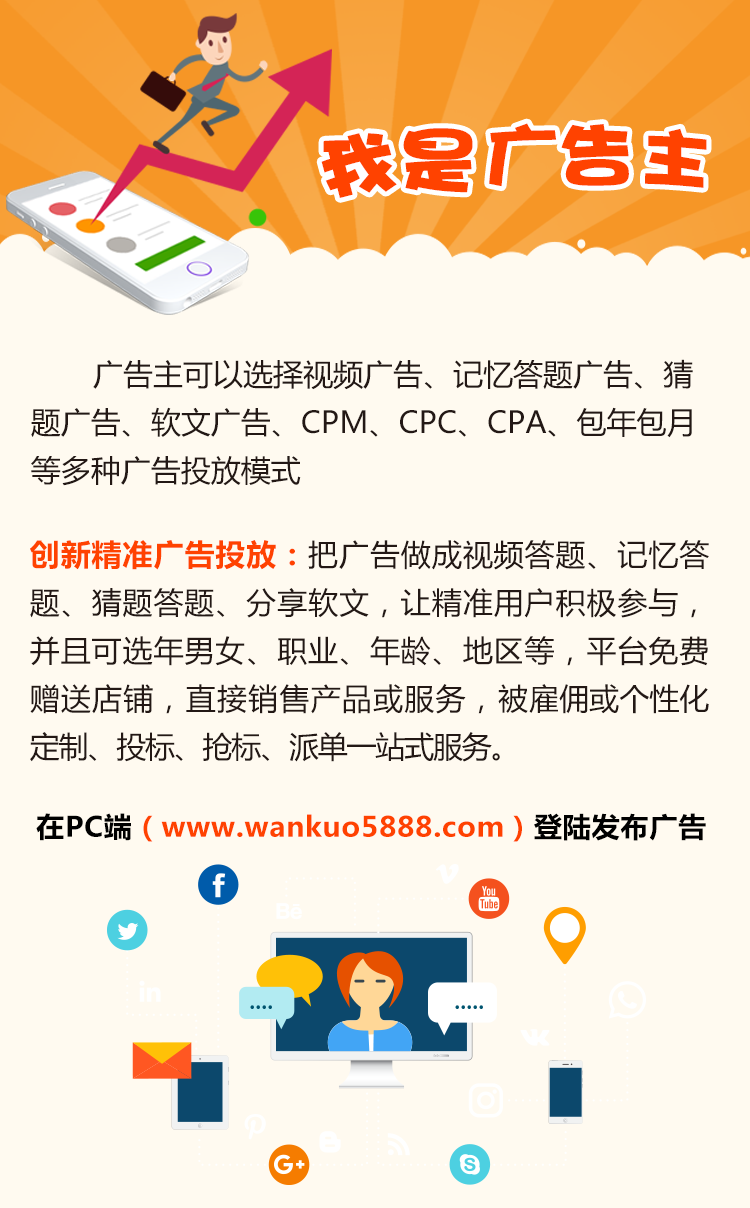 我是广告主
广告主可以选择视频广告、记忆答题广告、猜
题广告、软文广告、CPM、CPC、CPA、包年包月
等多种广告投放模式
创新精准广告投放：把广告做成视频答题、记忆答
题、猜题答题、分享软文，让精准用户积极参与，
并且可选年男女、职业、年龄、地区等，平台免费
赠送店铺，直接销售产品或服务，被雇佣或个性化
定制、投标、抢标、派单一站式服务。
在PC端（www.wankuo5888.com）登陆发布广告
You
Tube
Bē
in
G+